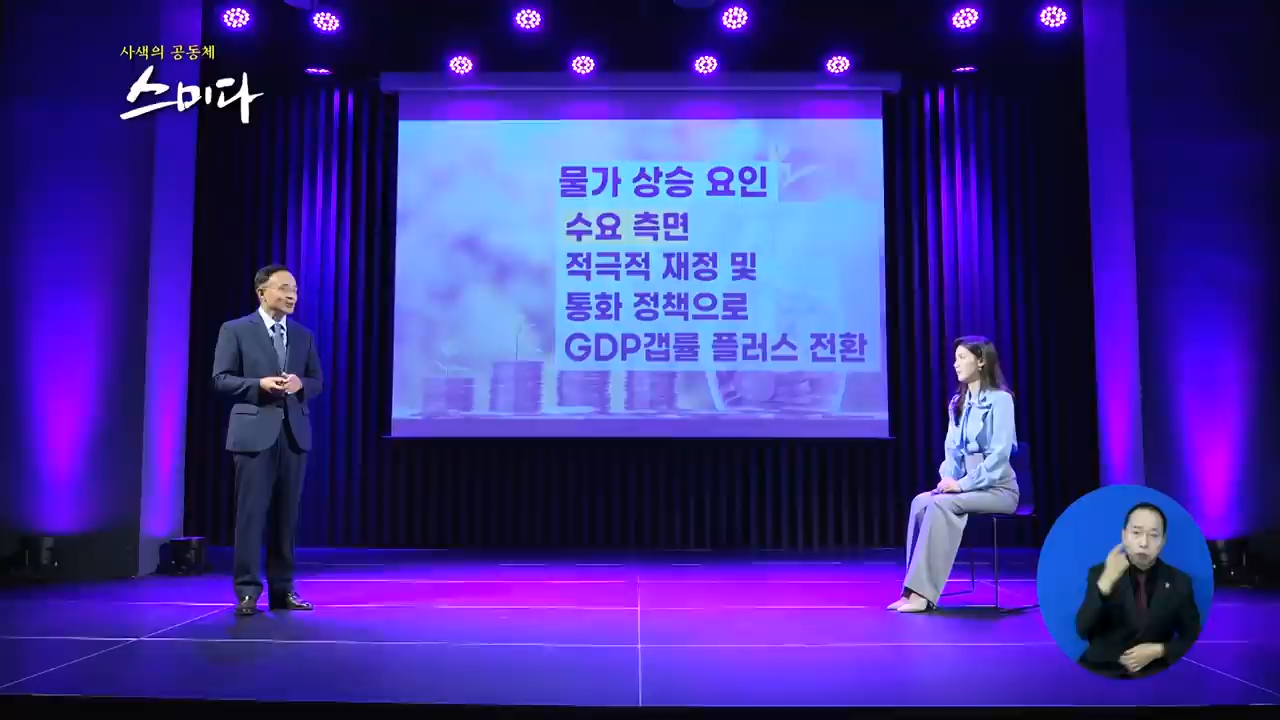 사색의 공동체
스미다
물가 상승 요인
수요 측면
적극적 재정 및
통화 정책으로
GDP갭률 플러스 전환